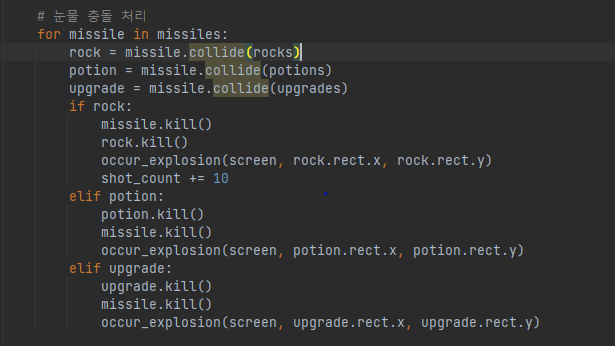 # 눈물 충돌 처리
for missile in missiles:
    rock = missile.collide(rocks)
    potion = missile.collide(potions)
    upgrade = missile.collide(upgrades)
    if rock:
        missile.kill()
        rock.kill()
        occur_explosion(screen, rock.rect.x, rock.rect.y)
        shot_count += 10
    elif potion:
        potion.kill()
        missile.kill()
        occur_explosion(screen, potion.rect.x, potion.rect.y)
    elif upgrade:
        upgrade.kill()
        missile.kill()
        occur_explosion(screen, upgrade.rect.x, upgrade.rect.y)